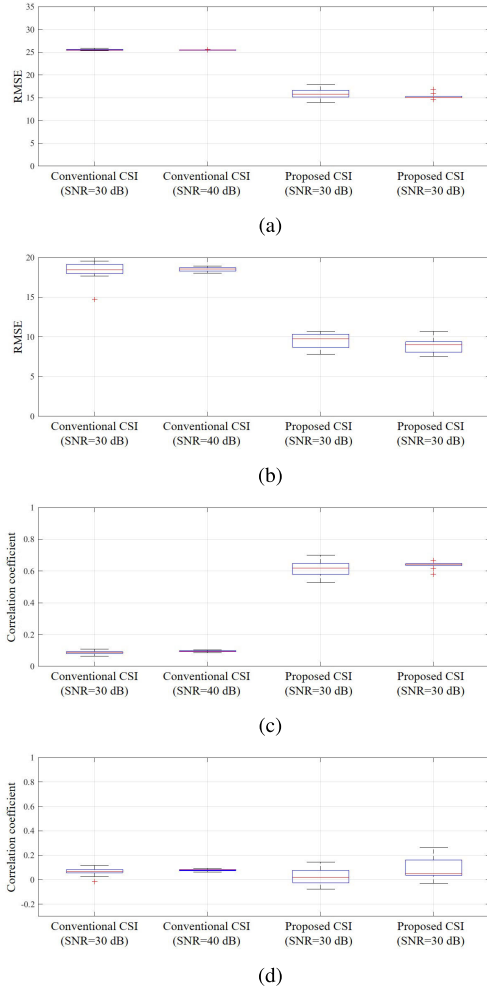 35
30
25
20
15
10
5
0
RMSE
Conventional CSI Conventional CSI Proposed CSI Proposed CSI
(SNR=30 dB) (SNR=40 dB) (SNR=30 dB) (SNR=40 dB)
(a)
20
15
10
5
0
RMSE
Conventional CSI Conventional CSI Proposed CSI Proposed CSI
(SNR=30 dB) (SNR=40 dB) (SNR=30 dB) (SNR=30 dB)
(b)
1
0.8
0.6
0.4
0.2
0
Correlation coefficient
Conventional CSI Conventional CSI Proposed CSI Proposed CSI
(SNR=30 dB) (SNR=40 dB) (SNR=30 dB) (SNR=30 dB)
(c)
1
0.8
0.6
0.4
0.2
0
-0.2
Correlation coefficient
Conventional CSI Conventional CSI Proposed CSI Proposed CSI
(SNR=30 dB) (SNR=40 dB) (SNR=30 dB) (SNR=30 dB)
(d)